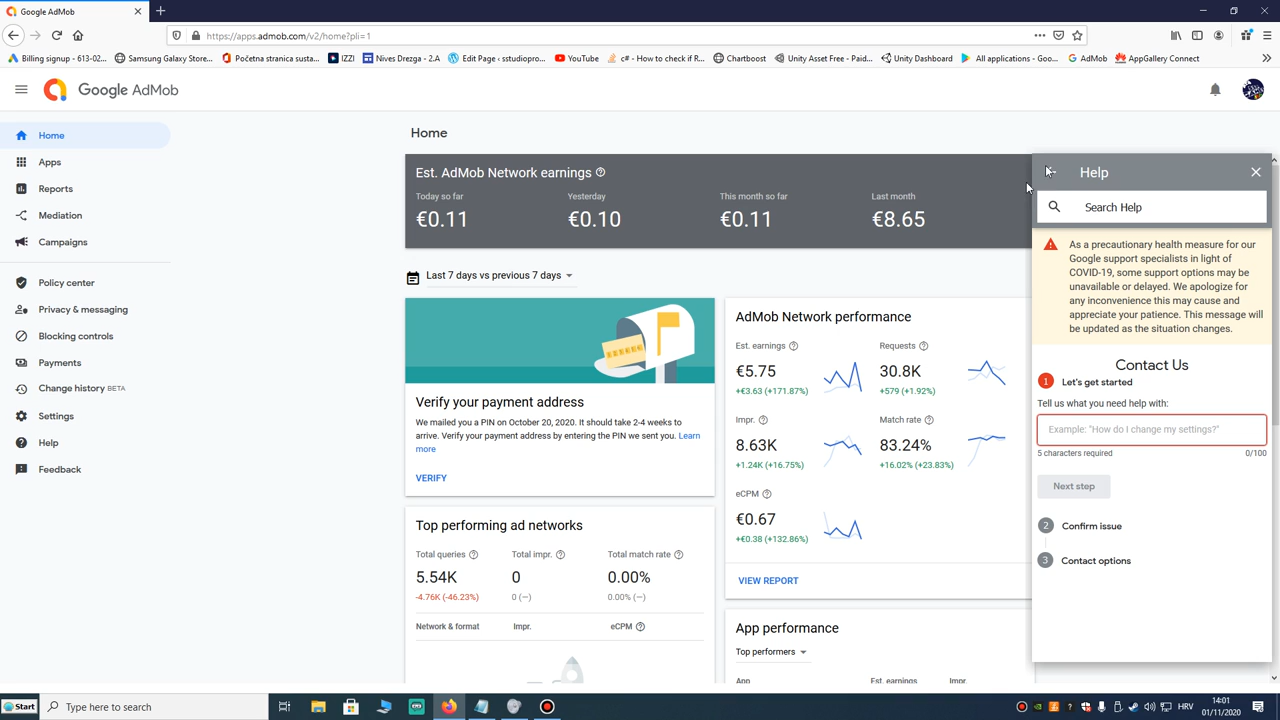 Google AdMob
https://apps.admob.com/v2/home?pli=1
Billing signup - 613-02...
Samsung Galaxy Store...
Početna stranica susta...
IZZI
Nives Drezga - 2.A
Edit Page ‹ sstudiopro...
YouTube
c# - How to check if R...
Chartboost
Unity Asset Free - Paid...
Unity Dashboard
All applications - Goo...
AdMob
AppGallery Connect
Google AdMob
Home
Apps
Reports
Mediation
Campaigns
Policy center
Privacy & messaging
Blocking controls
Payments
Change history BETA
Settings
Help
Feedback
Home
Est. AdMob Network earnings
Today so far
Yesterday
This month so far
Last month
€0.11
€0.10
€0.11
€8.65
Last 7 days vs previous 7 days
Verify your payment address
We mailed you a PIN on October 20, 2020. It should take 2-4 weeks to
arrive. Verify your payment address by entering the PIN we sent you. Learn
more
VERIFY
Top performing ad networks
Total queries
Total impr.
Total match rate
5.54K
0
0.00%
-4.76K (-46.23%)
0 (—)
0.00% (—)
Network & format
Impr.
eCPM
AdMob Network performance
Est. earnings
Requests
€5.75
30.8K
+€3.63 (+171.87%)
+579 (+1.92%)
Impr.
Match rate
8.63K
83.24%
+1.24K (+16.75%)
+16.02% (+23.83%)
eCPM
€0.67
+€0.38 (+132.86%)
VIEW REPORT
App performance
Top performers
App
Est. earnings
Impr.
Help
Search Help
As a precautionary health measure for our
Google support specialists in light of
COVID-19, some support options may be
unavailable or delayed. We apologize for
any inconvenience this may cause and
appreciate your patience. This message will
be updated as the situation changes.
Contact Us
1 Let's get started
Tell us what you need help with:
Example: "How do I change my settings?"
5 characters required
0/100
Next step
2 Confirm issue
3 Contact options
Start
Type here to search
HRV
14:01
01/11/2020